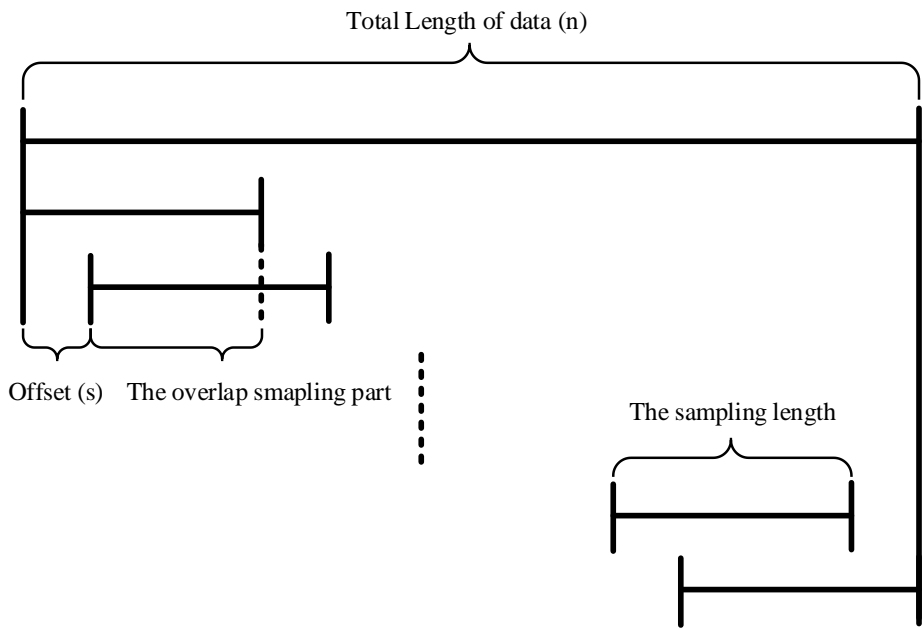 Total Length of data (n)
Offset (s)
The overlap smapling part
The sampling length